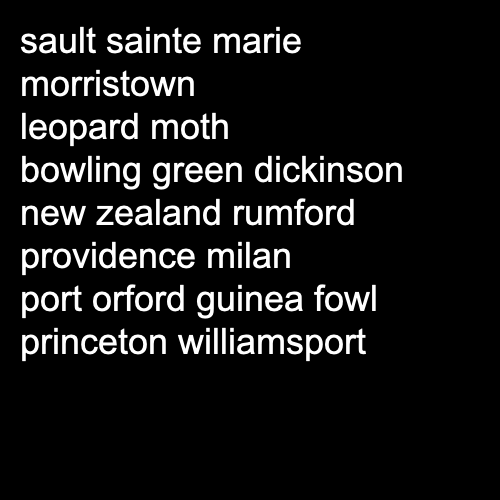 sault sainte marie
morristown
leopard moth
bowling green dickinson
new zealand rumford
providence milan
port orford guinea fowl
princeton williamsport